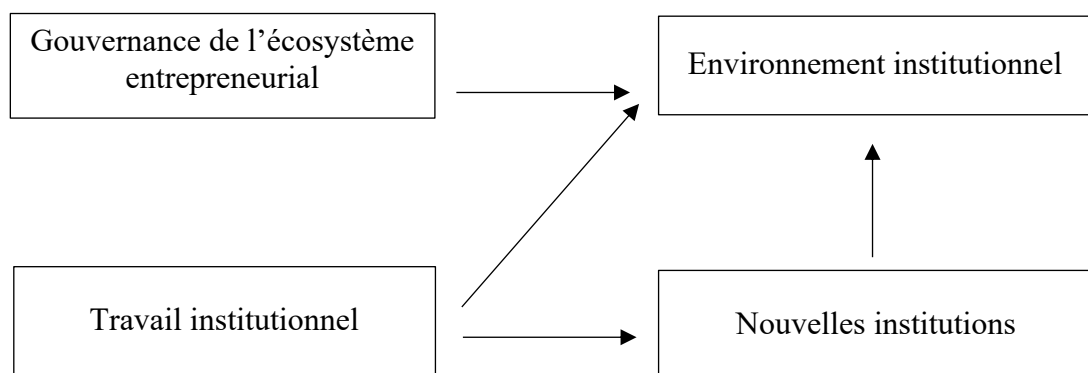 Gouvernance de l’écosystème
entrepreneurial
Environnement institutionnel
Travail institutionnel
Nouvelles institutions